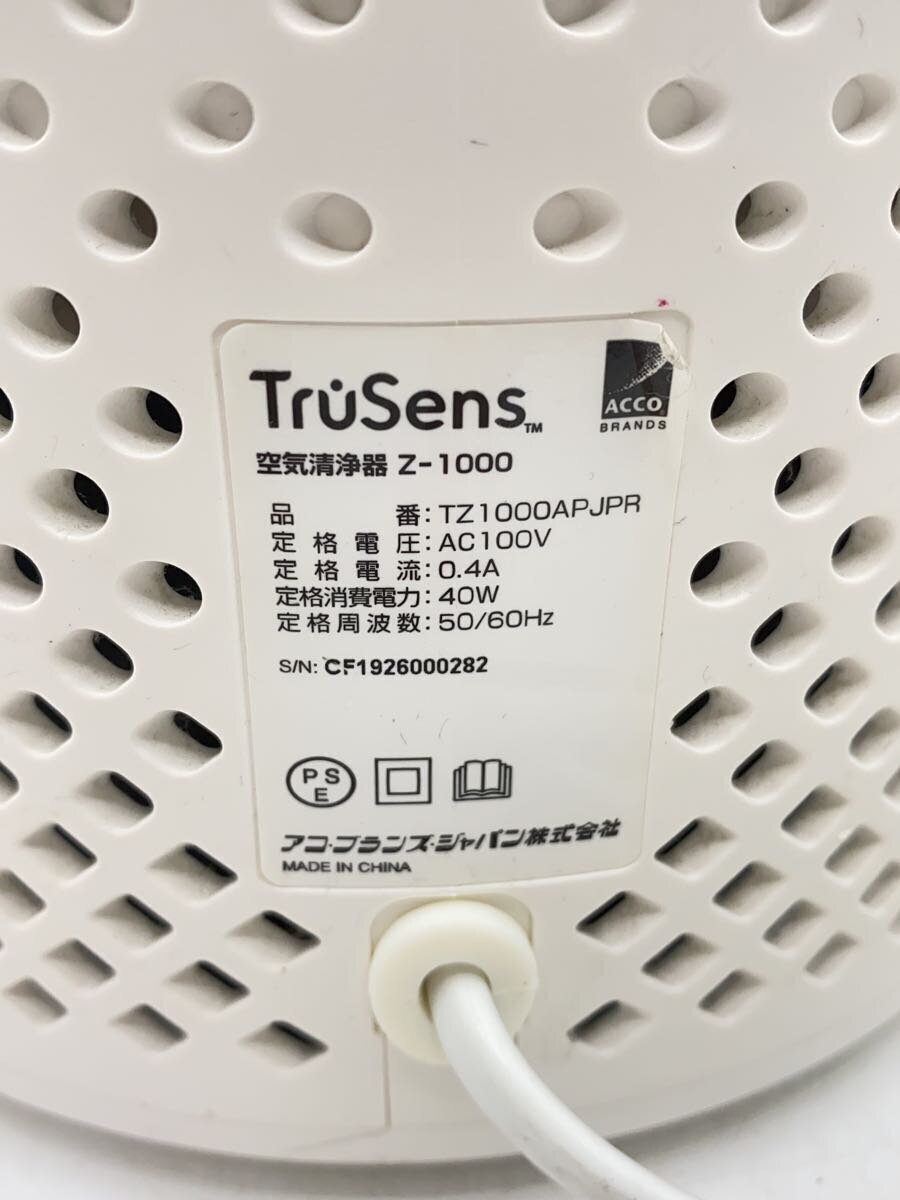 TruSens™
ACCO
BRANDS
空気清浄器 Z-1000
品番:TZ1000APJPR
定格電圧:AC100V
定格電流:0.4A
定格消費電力:40W
定格周波数:50/60Hz
S/N: CF1926000282
PSE
アコ・ブランズ・ジャパン株式会社
MADE IN CHINA